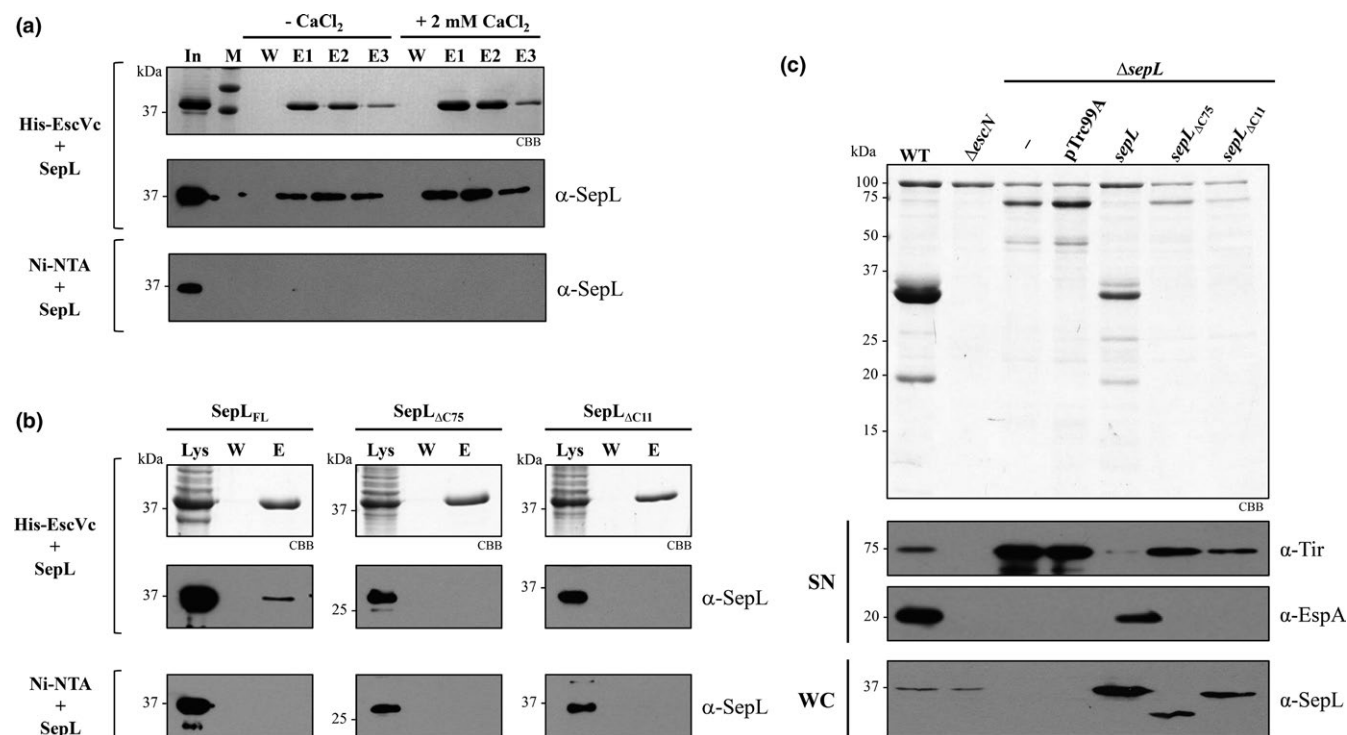 (a)
- CaCl₂
+ 2 mM CaCl₂
In M W E1 E2 E3 W E1 E2 E3
kDa
37
CBB
His-EscVc
+
SepL
37
α-SepL
Ni-NTA
+
SepL
37
α-SepL
(b)
SepL_FL
SepL_ΔC75
SepL_ΔC11
Lys W E
Lys W E
Lys W E
kDa
kDa
kDa
37
37
37
CBB
CBB
CBB
His-EscVc
+
SepL
37
25
37
α-SepL
Ni-NTA
+
SepL
37
25
37
α-SepL
(c)
ΔsepL
WT
ΔescN
-
pTrc99A
sepL
sepL_ΔC75
sepL_ΔC11
kDa
100
75
50
37
25
20
15
CBB
SN
75
α-Tir
20
α-EspA
WC
37
α-SepL